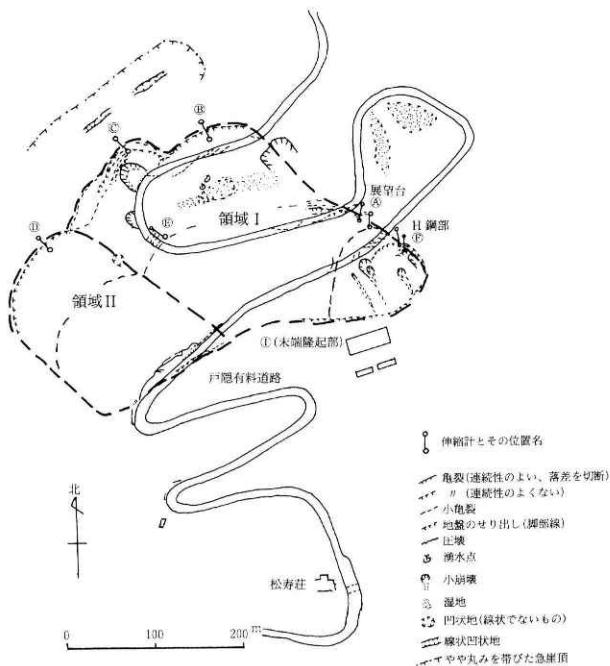 Ⓑ
Ⓒ
展望台
Ⓐ
Ⓔ
領域 I
H鋼部
Ⓕ
Ⓓ
領域 II
①(末端隆起部)
戸隠有料道路
伸縮計とその位置名
亀裂(連続性のよい、落差を切断)
〃 (連続性のよくない)
小亀裂
地盤のせり出し(脚部線)
圧壊
湧水点
小崩壊
湿地
凹状地(線状でないもの)
線状凹状地
やや丸みを帯びた急崖頂
北
松寿荘
0 100 200 m